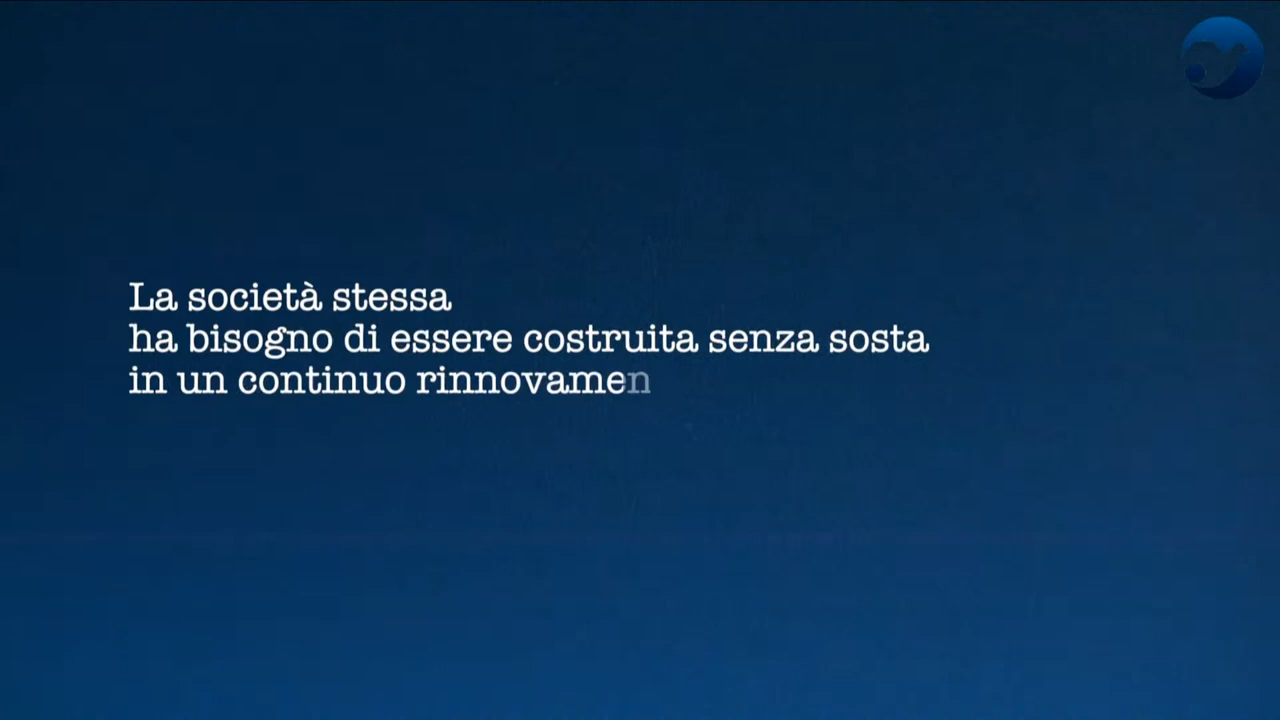 La società stessa
ha bisogno di essere costruita senza sosta
in un continuo rinnovamen